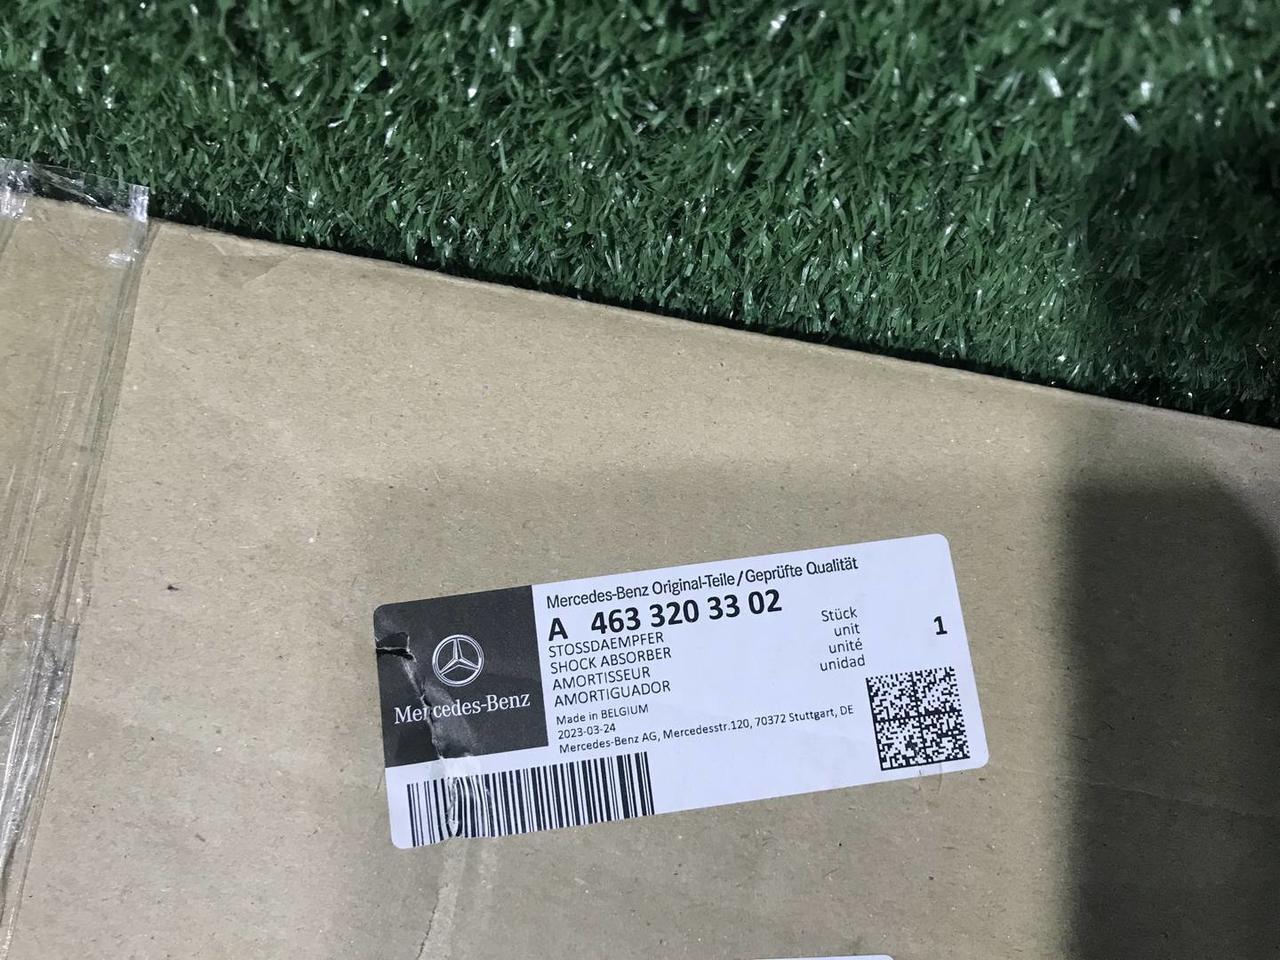 Mercedes-Benz Original-Teile/Geprüfte Qualität
A 463 320 33 02
STOSSDAEMPFER
SHOCK ABSORBER
AMORTISSEUR
AMORTIGUADOR
Stück
unit
unité
unidad
1
Made in BELGIUM
2023-03-24
Mercedes-Benz AG, Mercedesstr.120, 70372 Stuttgart, DE
Mercedes-Benz